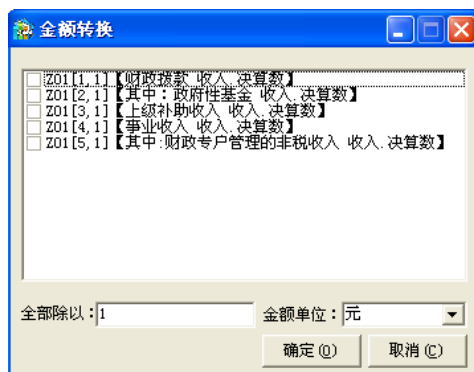 金额转换
Z01[1,1]【财政拨款 收入.决算数】
Z01[2,1]【其中：政府性基金 收入.决算数】
Z01[3,1]【上级补助收入 收入.决算数】
Z01[4,1]【事业收入 收入.决算数】
Z01[5,1]【其中:财政专户管理的非税收入 收入.决算数】
全部除以：1 金额单位：元
确定(O) 取消(C)